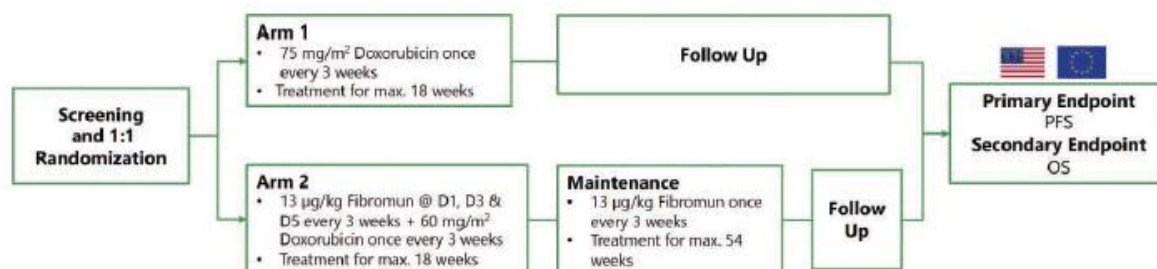 Screening
and 1:1
Randomization
Arm 1
• 75 mg/m² Doxorubicin once
every 3 weeks
• Treatment for max. 18 weeks
Follow Up
Arm 2
• 13 µg/kg Fibromun @ D1, D3 &
D5 every 3 weeks + 60 mg/m²
Doxorubicin once every 3 weeks
• Treatment for max. 18 weeks
Maintenance
• 13 µg/kg Fibromun once
every 3 weeks
• Treatment for max. 54
weeks
Follow
Up
Primary Endpoint
PFS
Secondary Endpoint
OS